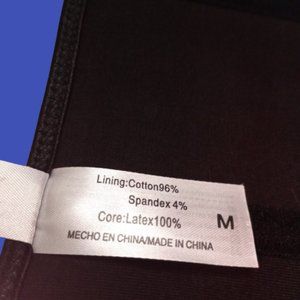 Lining:Cotton96%
Spandex 4%
Core:Latex100% M
MECHO EN CHINA/MADE IN CHINA